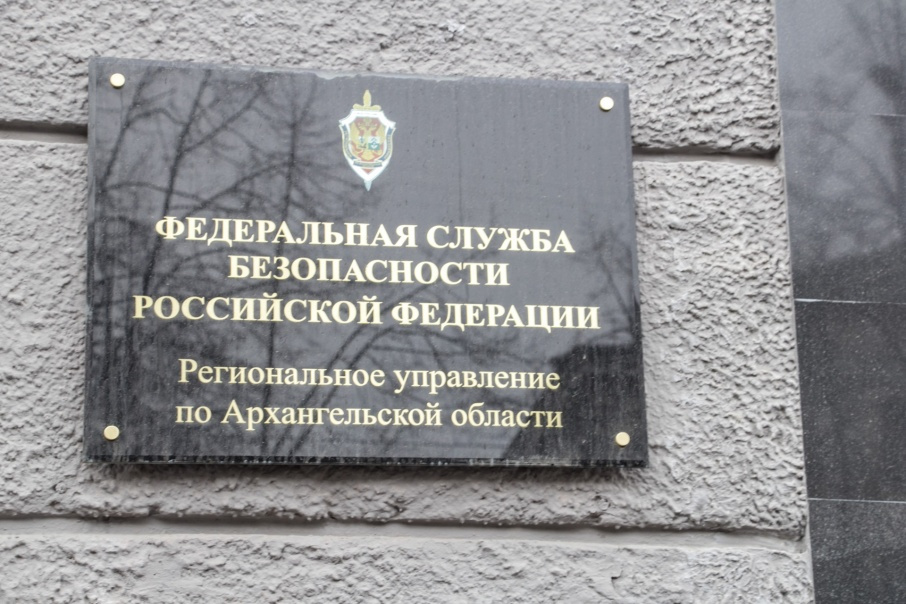 ФЕДЕРАЛЬНАЯ СЛУЖБА
БЕЗОПАСНОСТИ
РОССИЙСКОЙ ФЕДЕРАЦИИ
Региональное управление
по Архангельской области